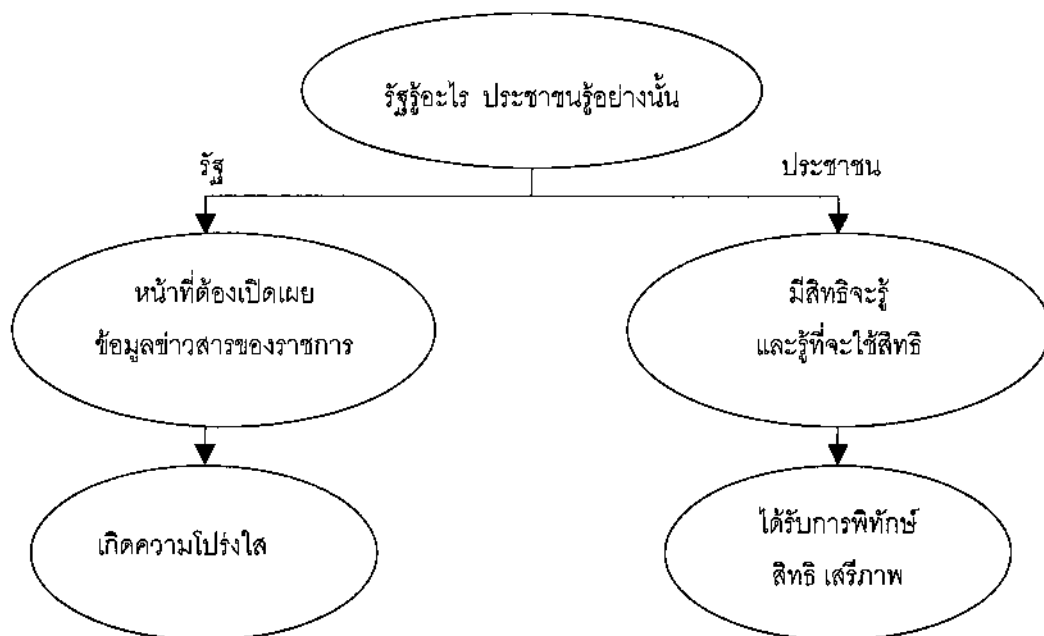 รัฐรู้อะไร ประชาชนรู้อย่างนั้น
รัฐ
ประชาชน
หน้าที่ต้องเปิดเผย
ข้อมูลข่าวสารของราชการ
มีสิทธิจะรู้
และรู้ที่จะใช้สิทธิ
เกิดความโปร่งใส
ได้รับการพิทักษ์
สิทธิ เสรีภาพ